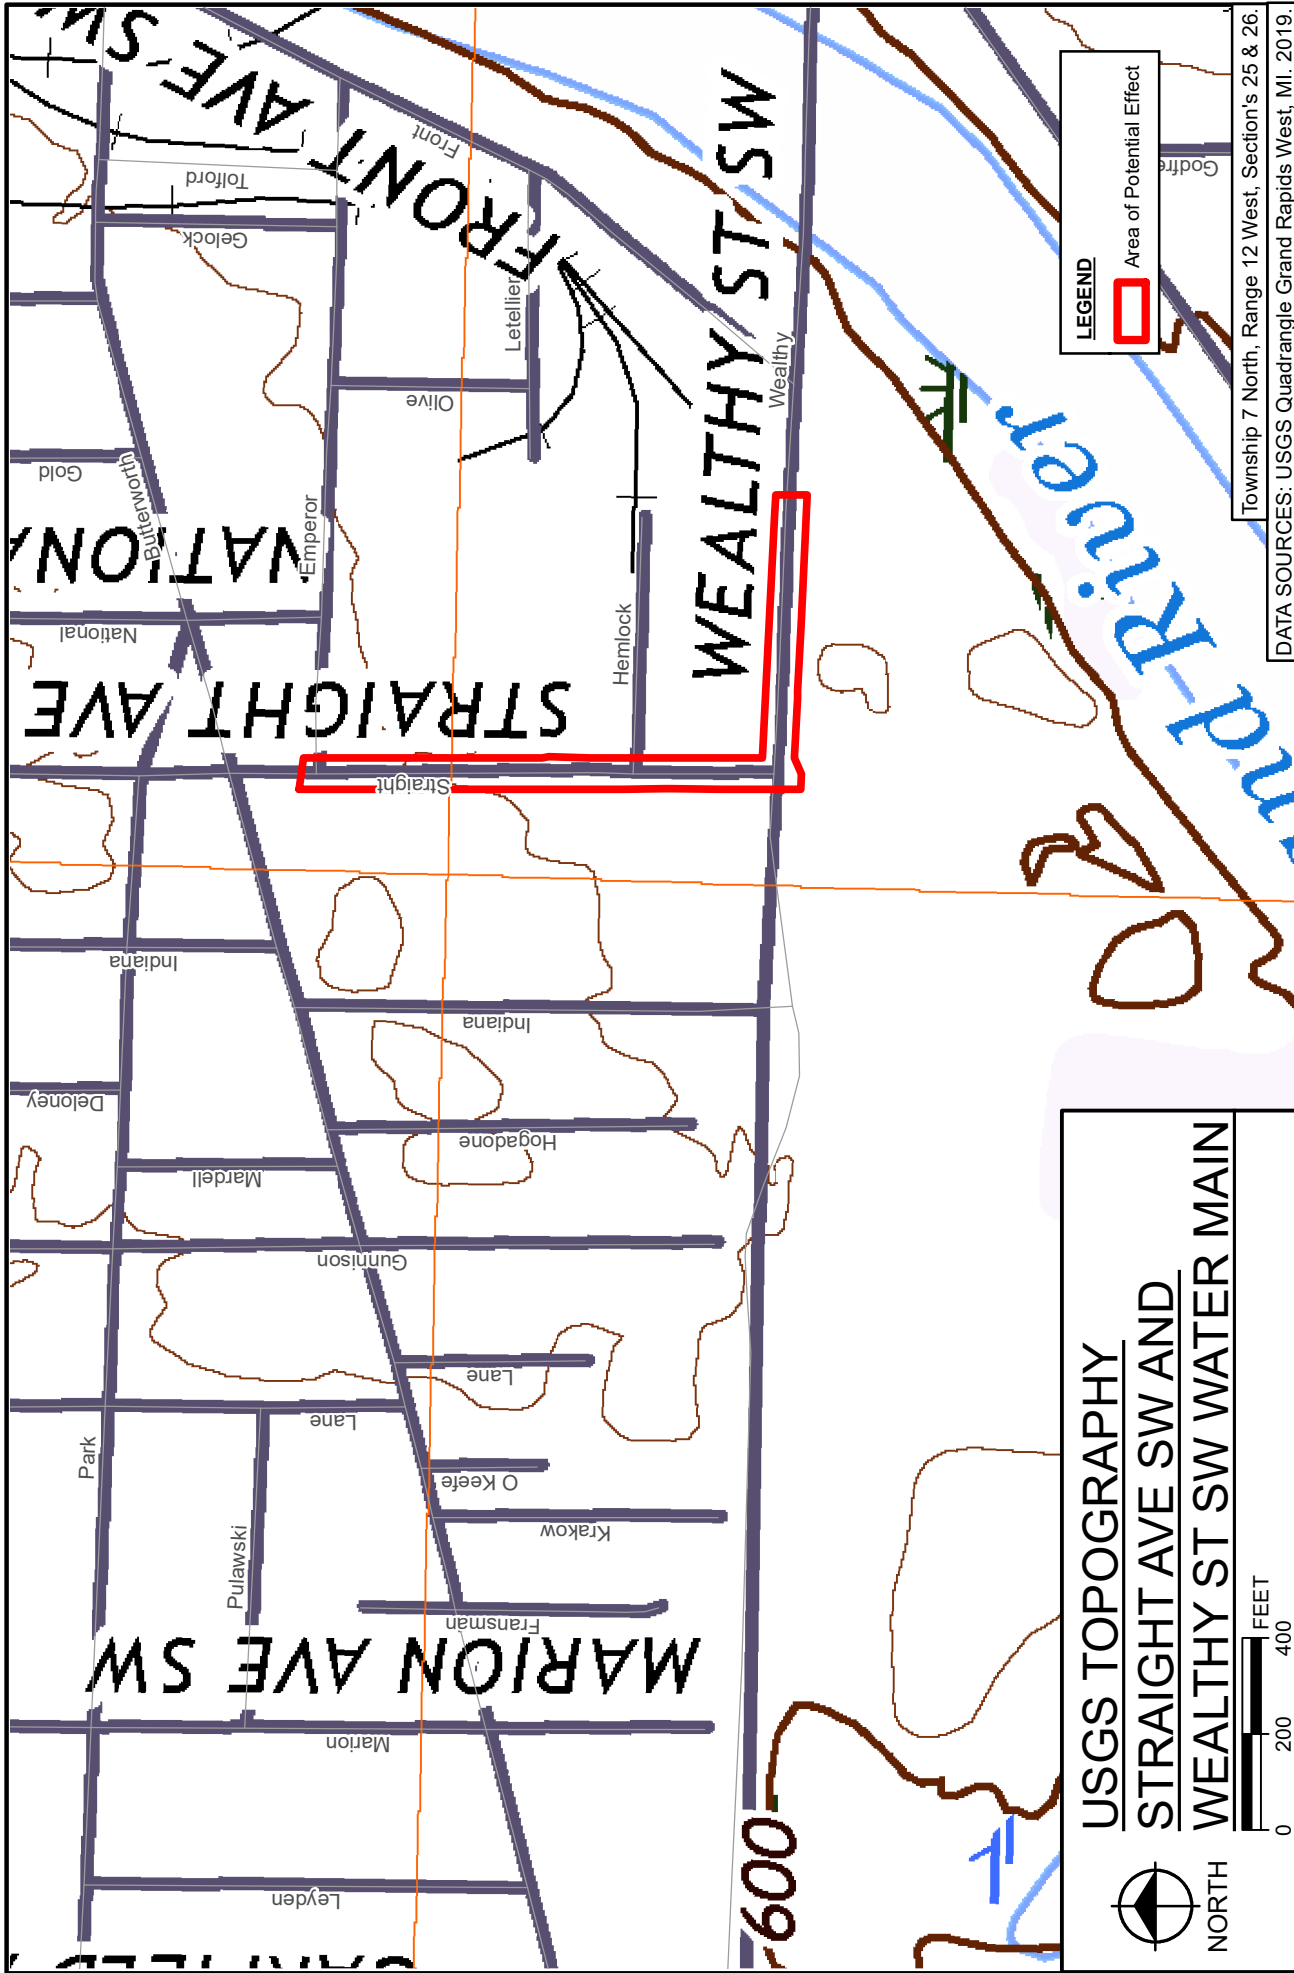 USGS TOPOGRAPHY
STRAIGHT AVE SW AND
WEALTHY ST SW WATER MAIN
NORTH
0 200 400 FEET
LEGEND
Area of Potential Effect
Township 7 North, Range 12 West, Section's 25 & 26.
DATA SOURCES: USGS Quadrangle Grand Rapids West, MI. 2019.
MARION AVE SW
STRAIGHT AVE
FRONT AVE SW
WEALTHY ST SW
600
River
Leyden
Marion
Pulawski
Park
Fransman
Krakow
O Keefe
Lane
Lane
Gunnison
Mardell
Hogadone
Deloney
Indiana
Indiana
Straight
National
Butterworth
Gold
Emperor
Hemlock
Olive
Letellier
Gelock
Tolford
Front
Wealthy